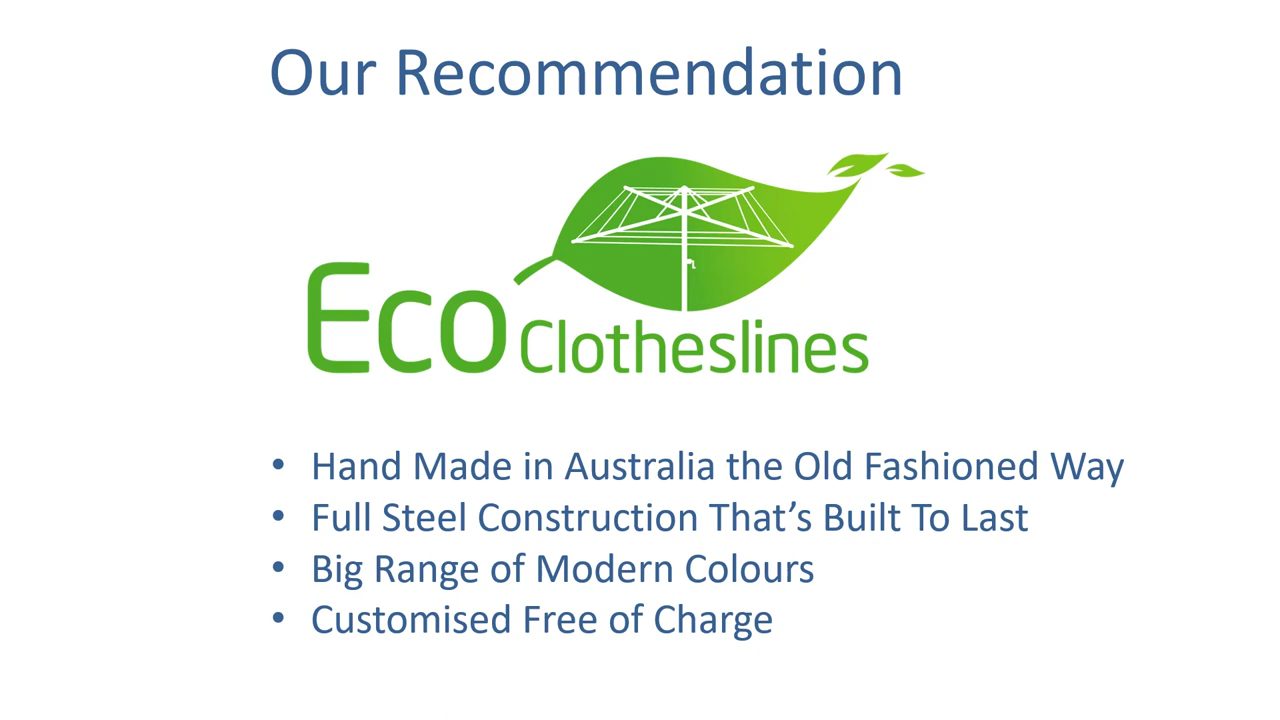 Our Recommendation
Eco Clotheslines
• Hand Made in Australia the Old Fashioned Way
• Full Steel Construction That’s Built To Last
• Big Range of Modern Colours
• Customised Free of Charge